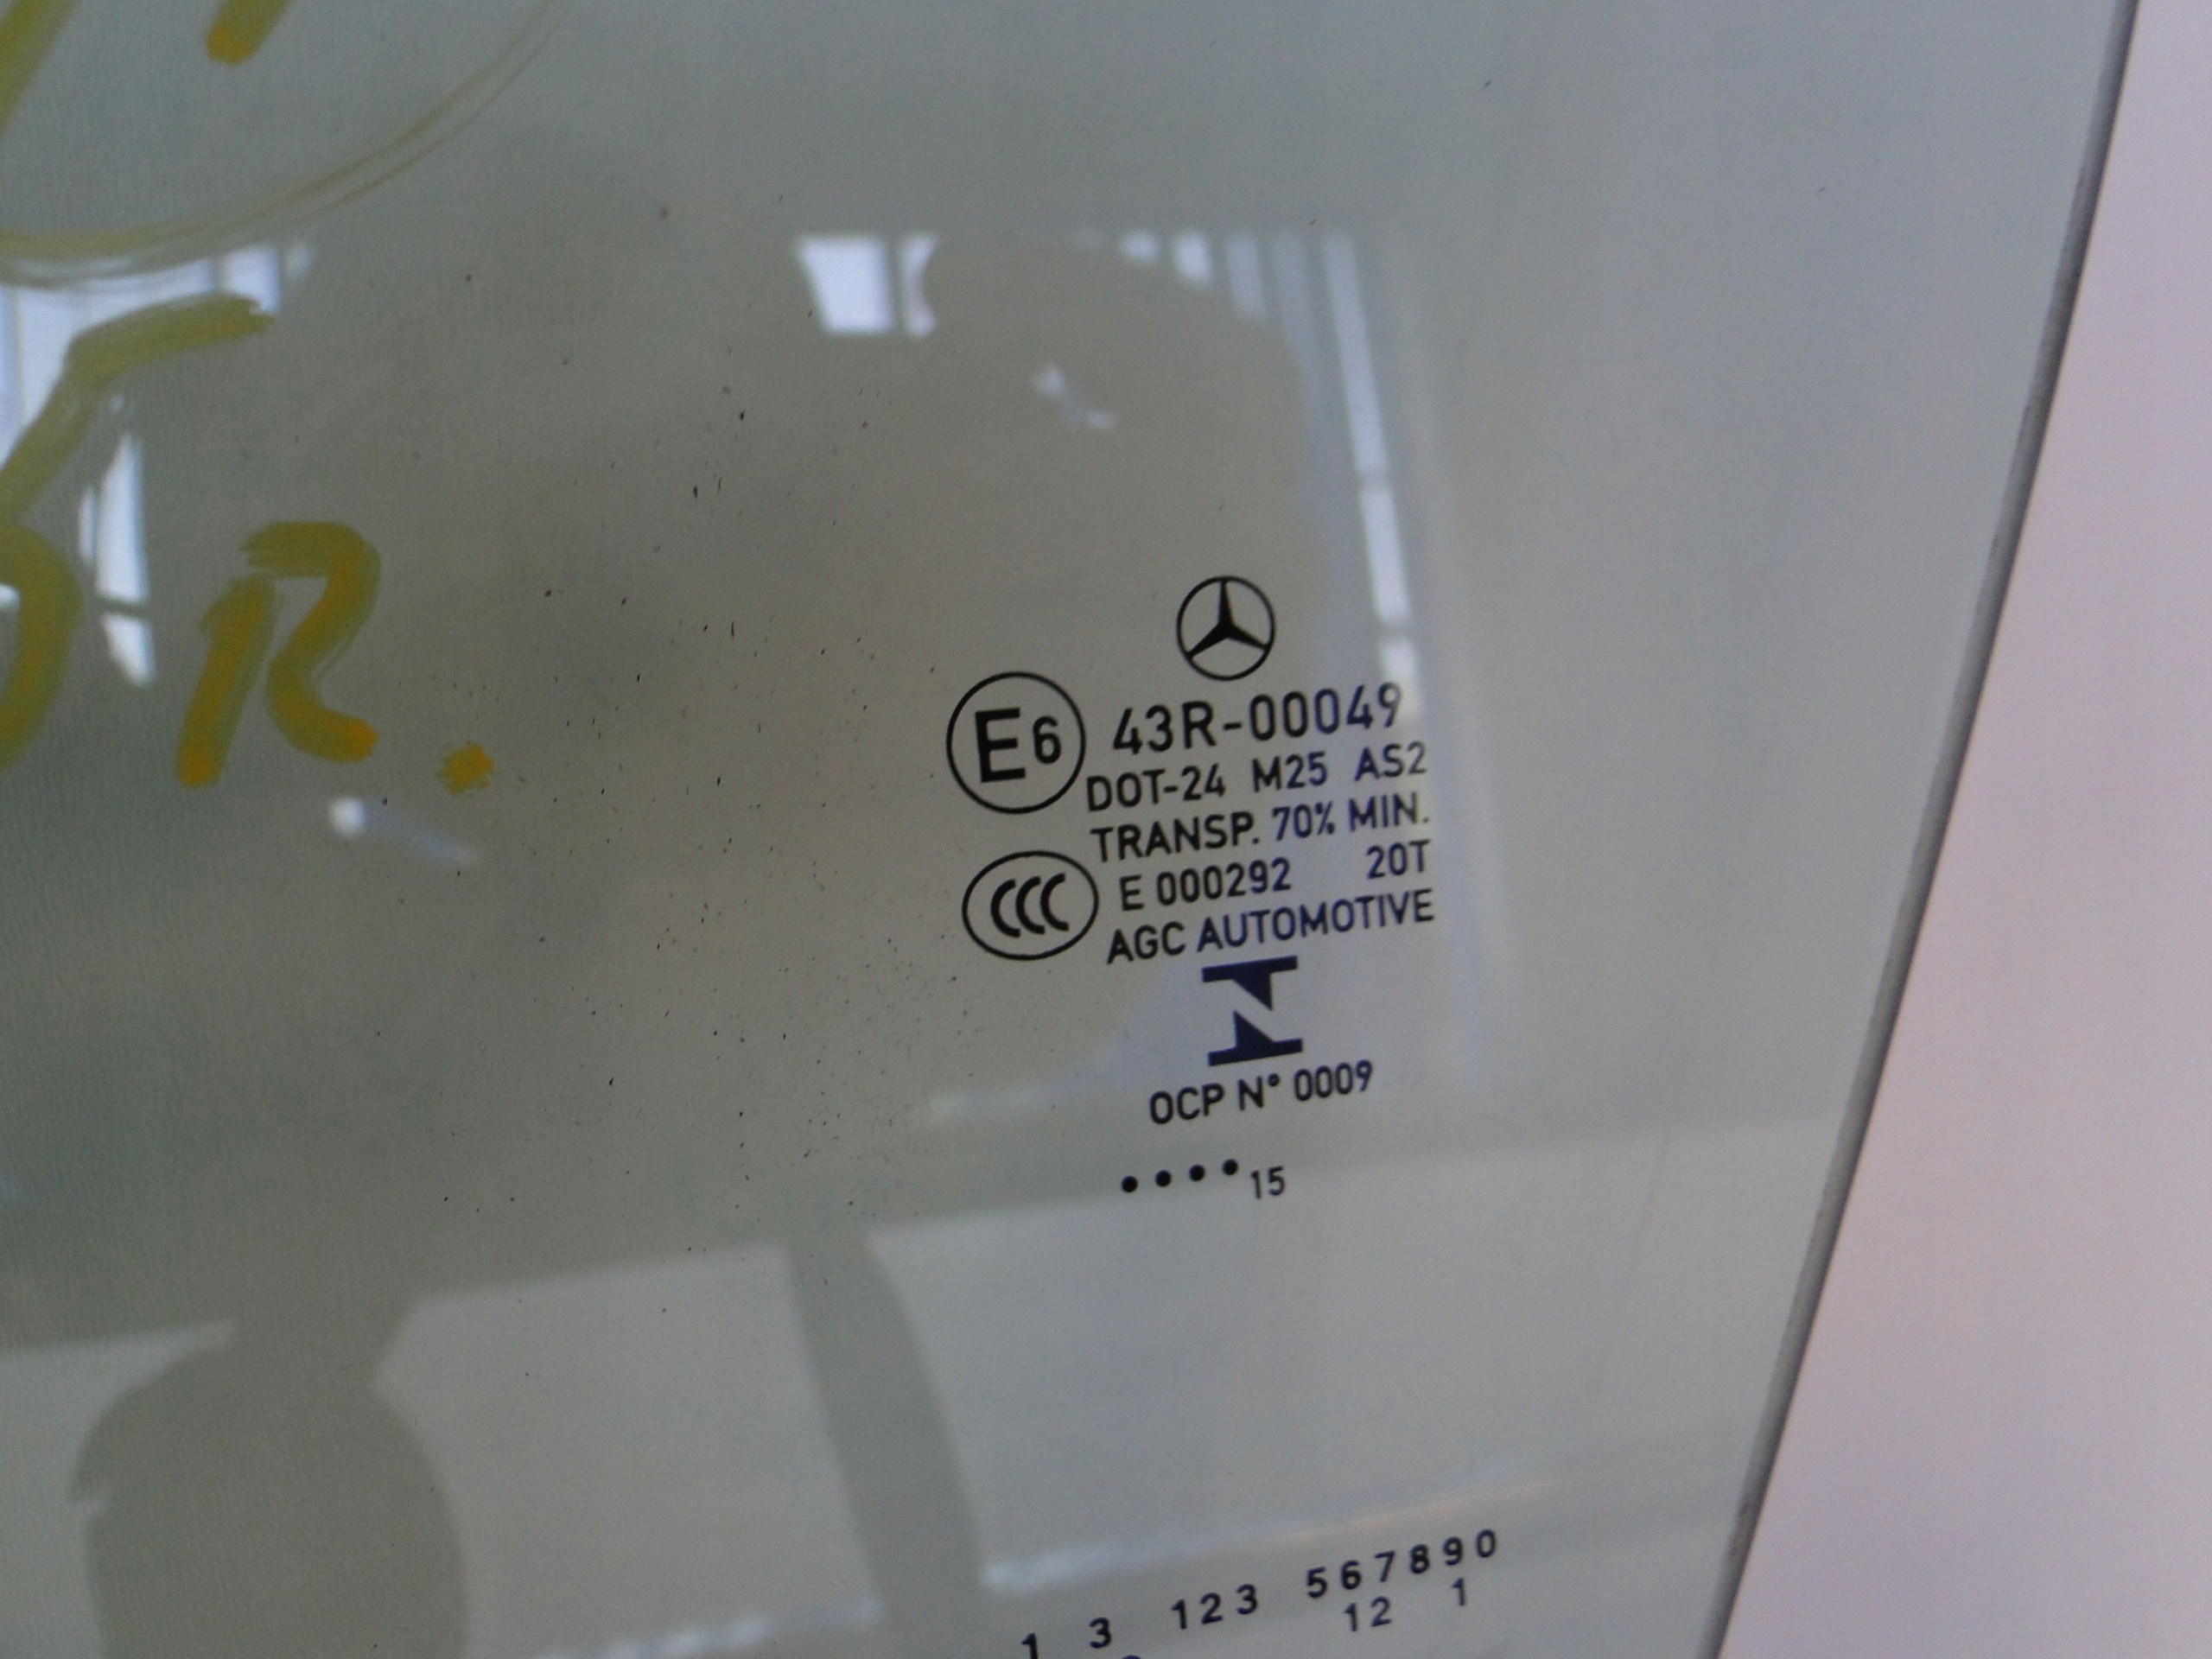 R.
E6 43R-00049
DOT-24 M25 AS2
TRANSP. 70% MIN.
CCC E 000292 20T
AGC AUTOMOTIVE
OCP N° 0009
••••15
1 3 123 567890
12 1